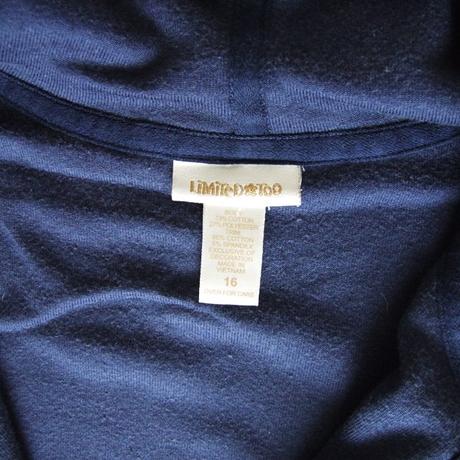 LiMiTeD★Too
BODY
73% COTTON
27% POLYESTER
TRIM
95% COTTON
5% SPANDEX
EXCLUSIVE OF
DECORATION
MADE IN
VIETNAM
16
OVER FOR CARE